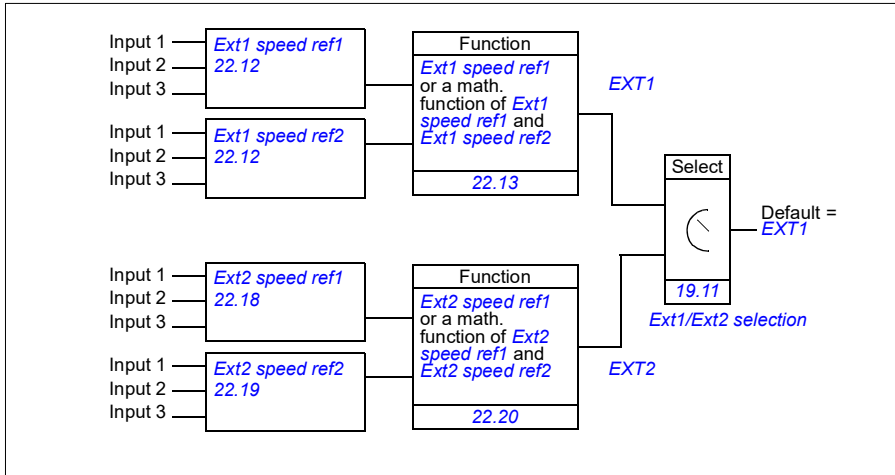 Input 1
Input 2
Input 3
Ext1 speed ref1
22.12
Input 1
Input 2
Input 3
Ext1 speed ref2
22.12
Function
Ext1 speed ref1
or a math.
function of Ext1
speed ref1 and
Ext1 speed ref2
22.13
EXT1
Select
19.11
Ext1/Ext2 selection
Default =
EXT1
Input 1
Input 2
Input 3
Ext2 speed ref1
22.18
Input 1
Input 2
Input 3
Ext2 speed ref2
22.19
Function
Ext2 speed ref1
or a math.
function of Ext2
speed ref1 and
Ext2 speed ref2
22.20
EXT2